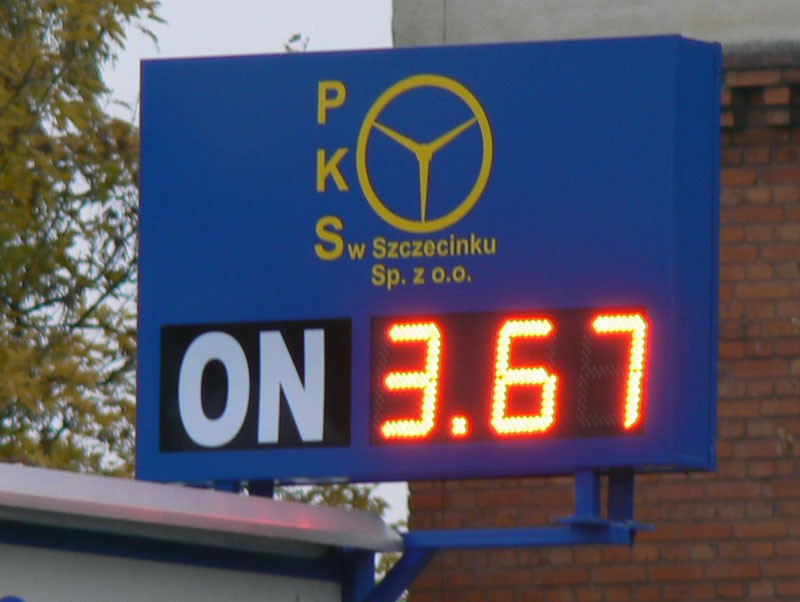 P
K
S w Szczecinku
Sp. z o.o.
ON 3.67